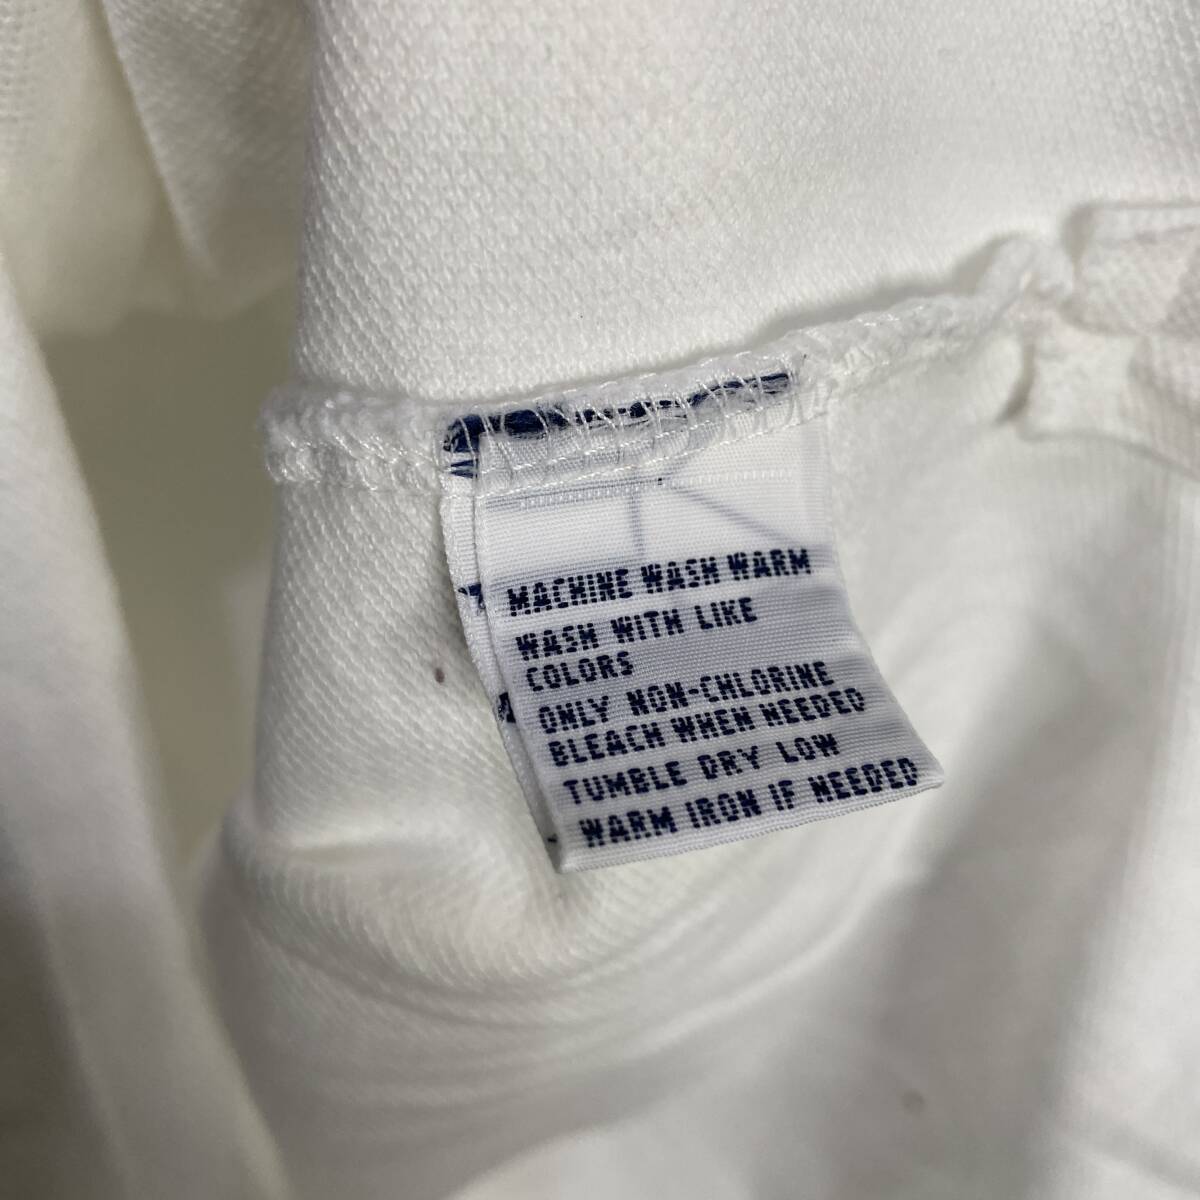 MACHINE WASH WARM
WASH WITH LIKE
COLORS
ONLY NON-CHLORINE
BLEACH WHEN NEEDED
TUMBLE DRY LOW
WARM IRON IF NEEDED